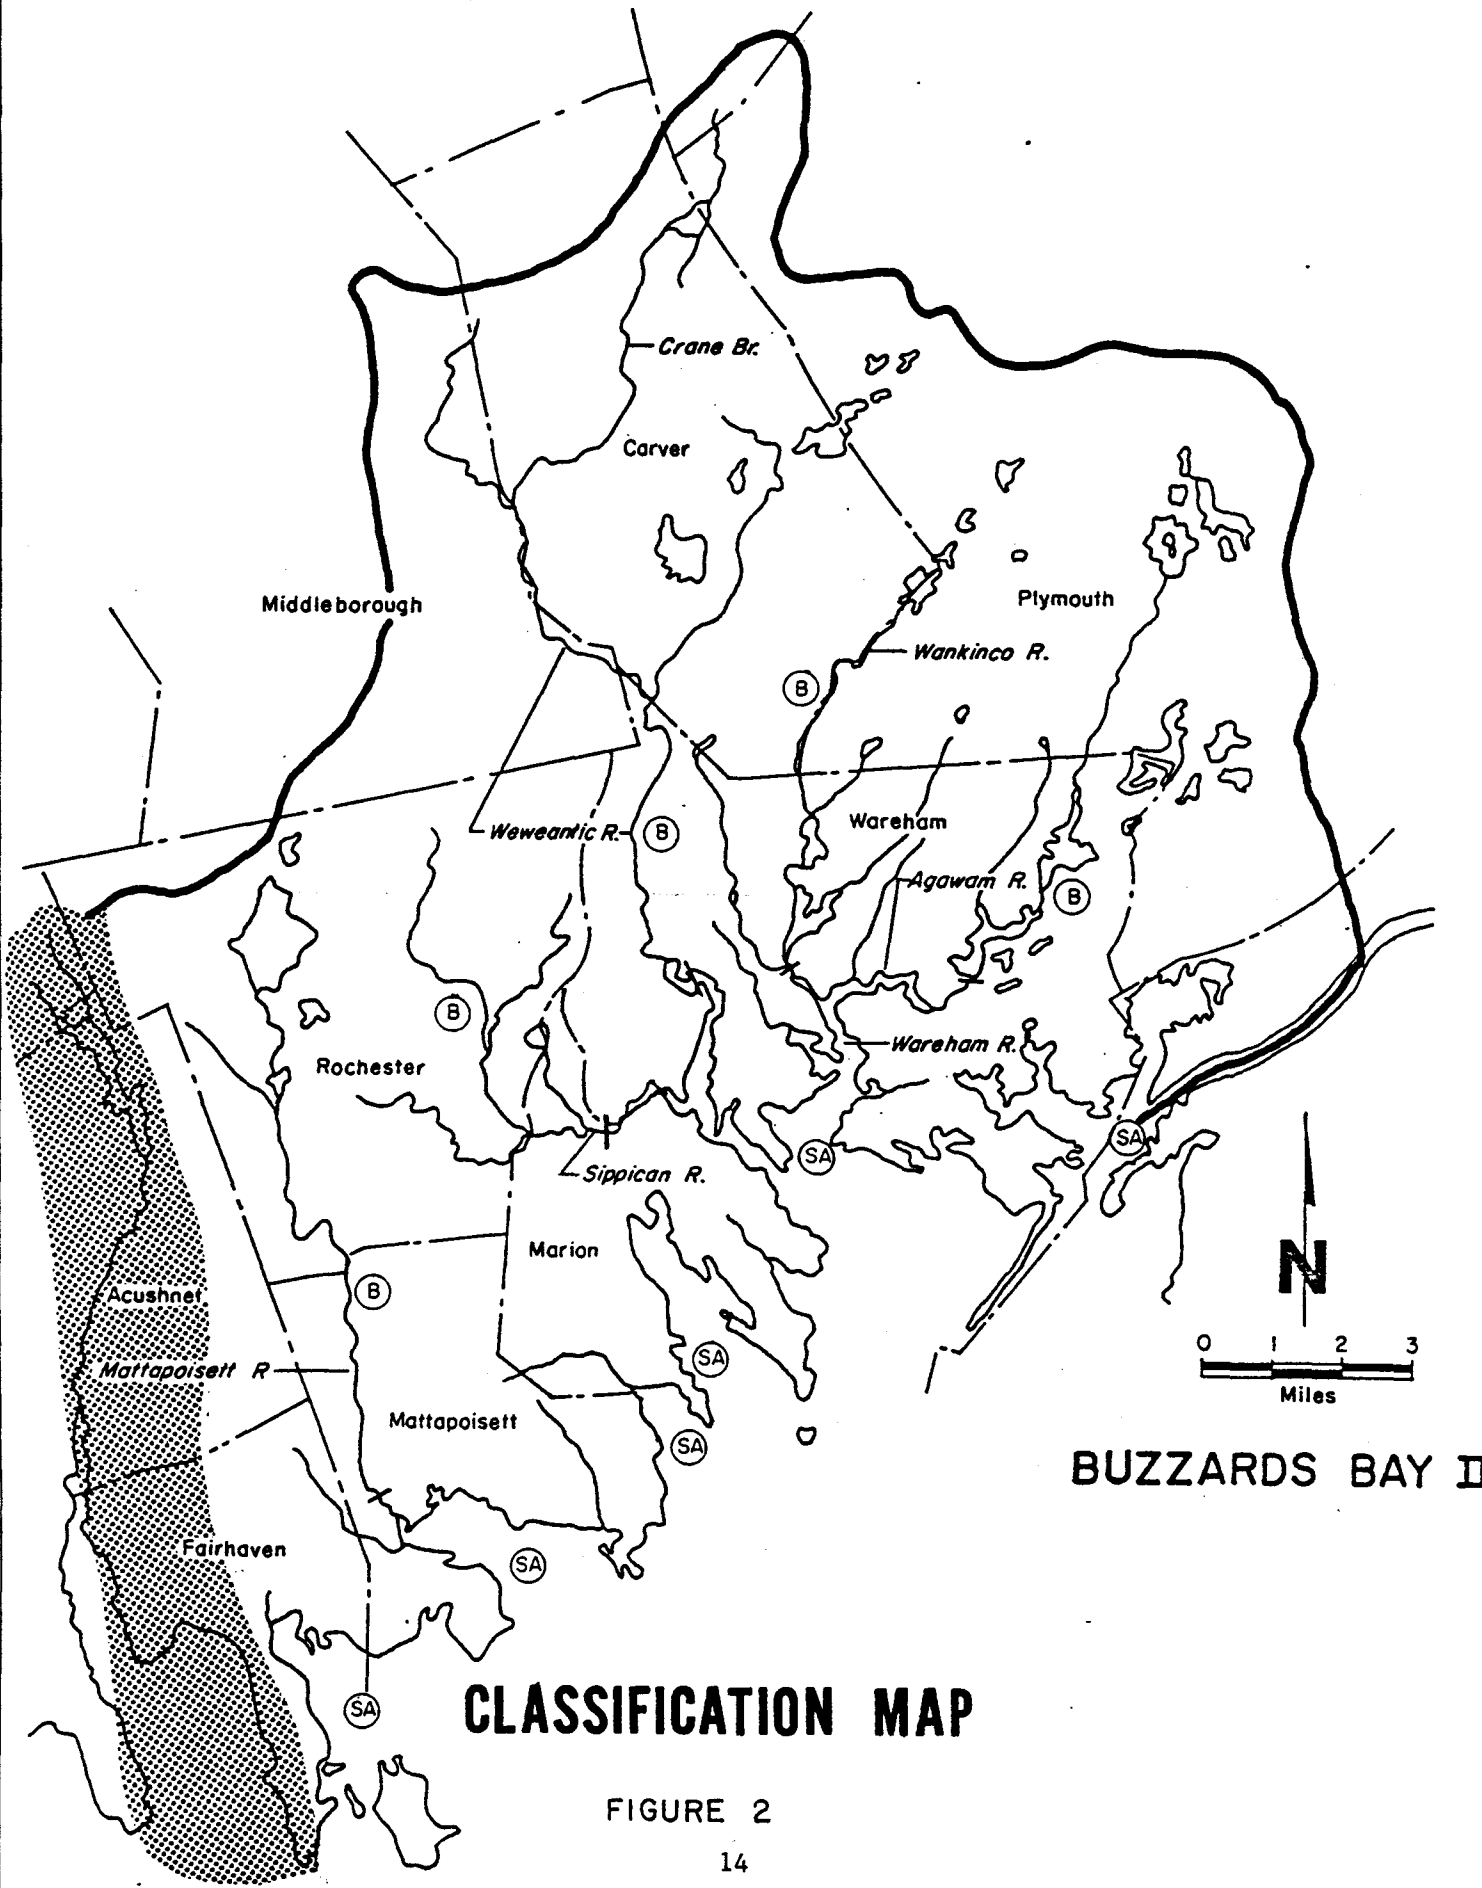 Crane Br.
Carver
Middleborough
Plymouth
Wankinco R.
B
Weweantic R.
B
Wareham
Agawam R.
B
B
Wareham R.
Rochester
SA
SA
Sippican R.
Marion
N
Acushnet
B
0 1 2 3
Miles
SA
Mattapoisett R
Mattapoisett
SA
BUZZARDS BAY II
Fairhaven
SA
SA
CLASSIFICATION MAP
FIGURE 2
14